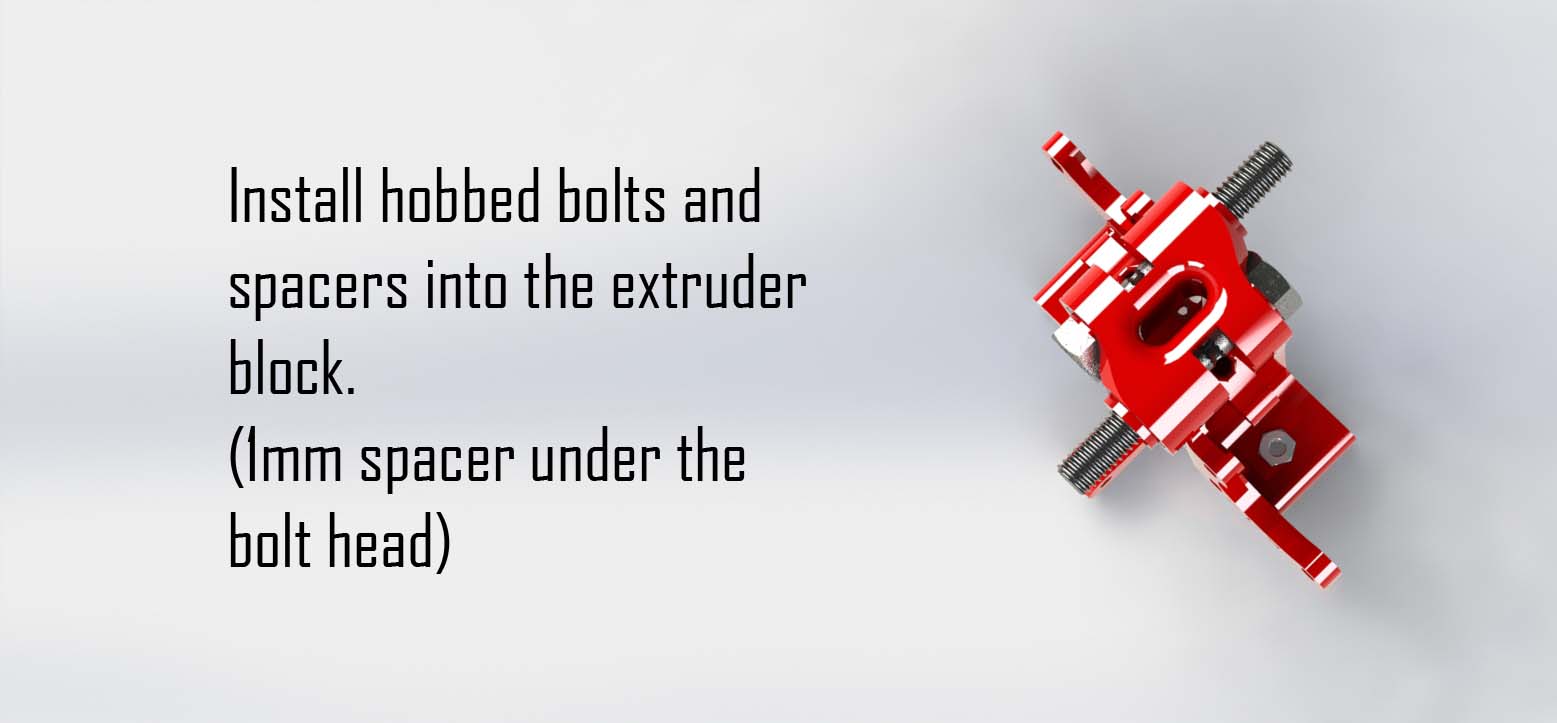 Install hobbed bolts and
spacers into the extruder
block.
(1mm spacer under the
bolt head)